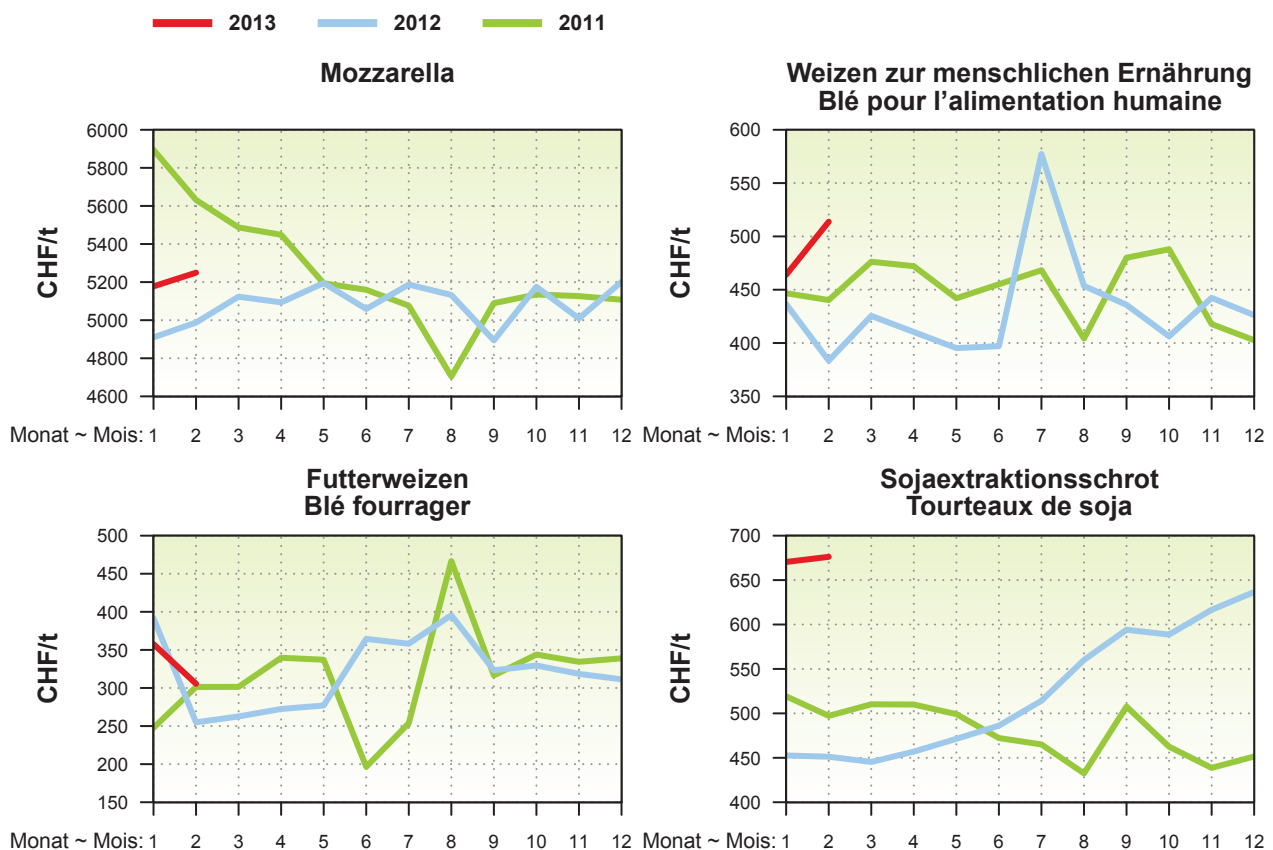 2013 2012 2011
Mozzarella
CHF/t
6000
5800
5600
5400
5200
5000
4800
4600
Monat ~ Mois: 1 2 3 4 5 6 7 8 9 10 11 12
Weizen zur menschlichen Ernährung
Blé pour l’alimentation humaine
CHF/t
600
550
500
450
400
350
Monat ~ Mois: 1 2 3 4 5 6 7 8 9 10 11 12
Futterweizen
Blé fourrager
CHF/t
500
450
400
350
300
250
200
150
Monat ~ Mois: 1 2 3 4 5 6 7 8 9 10 11 12
Sojaextraktionsschrot
Tourteaux de soja
CHF/t
700
650
600
550
500
450
400
Monat ~ Mois: 1 2 3 4 5 6 7 8 9 10 11 12